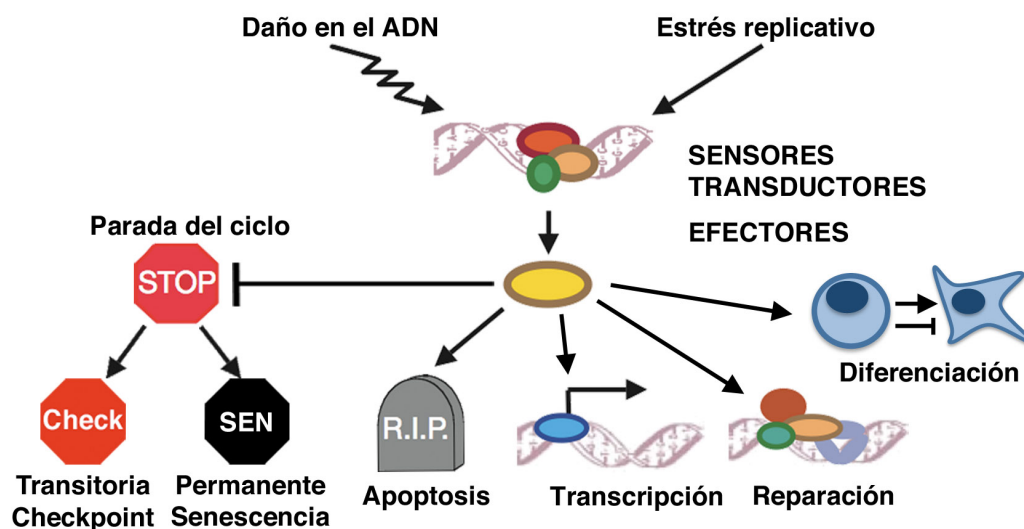 Daño en el ADN
Estrés replicativo
SENSORES
TRANSDUCTORES
EFECTORES
Parada del ciclo
STOP
Check
SEN
R.I.P.
Diferenciación
Transitoria
Checkpoint
Permanente
Senescencia
Apoptosis
Transcripción
Reparación